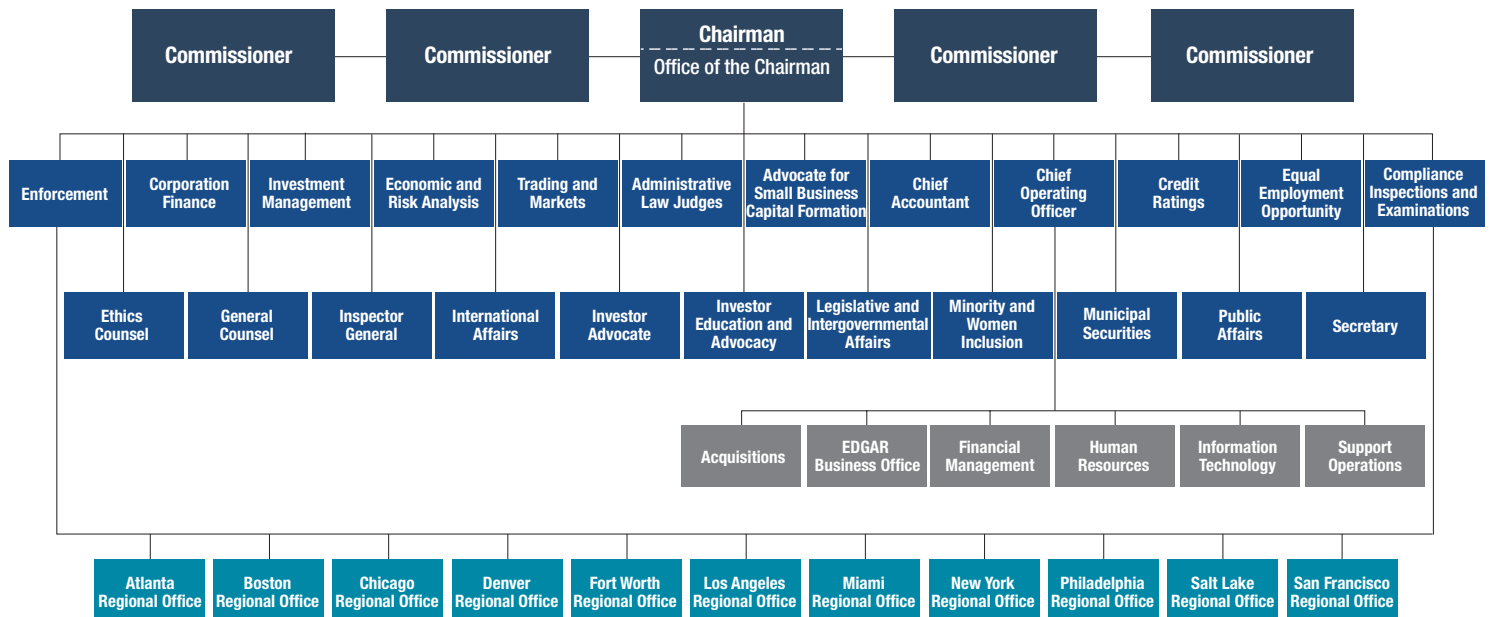 Commissioner
Commissioner
Chairman
Office of the Chairman
Commissioner
Commissioner
Enforcement
Corporation
Finance
Investment
Management
Economic and
Risk Analysis
Trading and
Markets
Administrative
Law Judges
Advocate for
Small Business
Capital Formation
Chief
Accountant
Chief
Operating
Officer
Credit
Ratings
Equal
Employment
Opportunity
Compliance
Inspections and
Examinations
Ethics
Counsel
General
Counsel
Inspector
General
International
Affairs
Investor
Advocate
Investor
Education and
Advocacy
Legislative and
Intergovernmental
Affairs
Minority and
Women
Inclusion
Municipal
Securities
Public
Affairs
Secretary
Acquisitions
EDGAR
Business Office
Financial
Management
Human
Resources
Information
Technology
Support
Operations
Atlanta
Regional Office
Boston
Regional Office
Chicago
Regional Office
Denver
Regional Office
Fort Worth
Regional Office
Los Angeles
Regional Office
Miami
Regional Office
New York
Regional Office
Philadelphia
Regional Office
Salt Lake
Regional Office
San Francisco
Regional Office